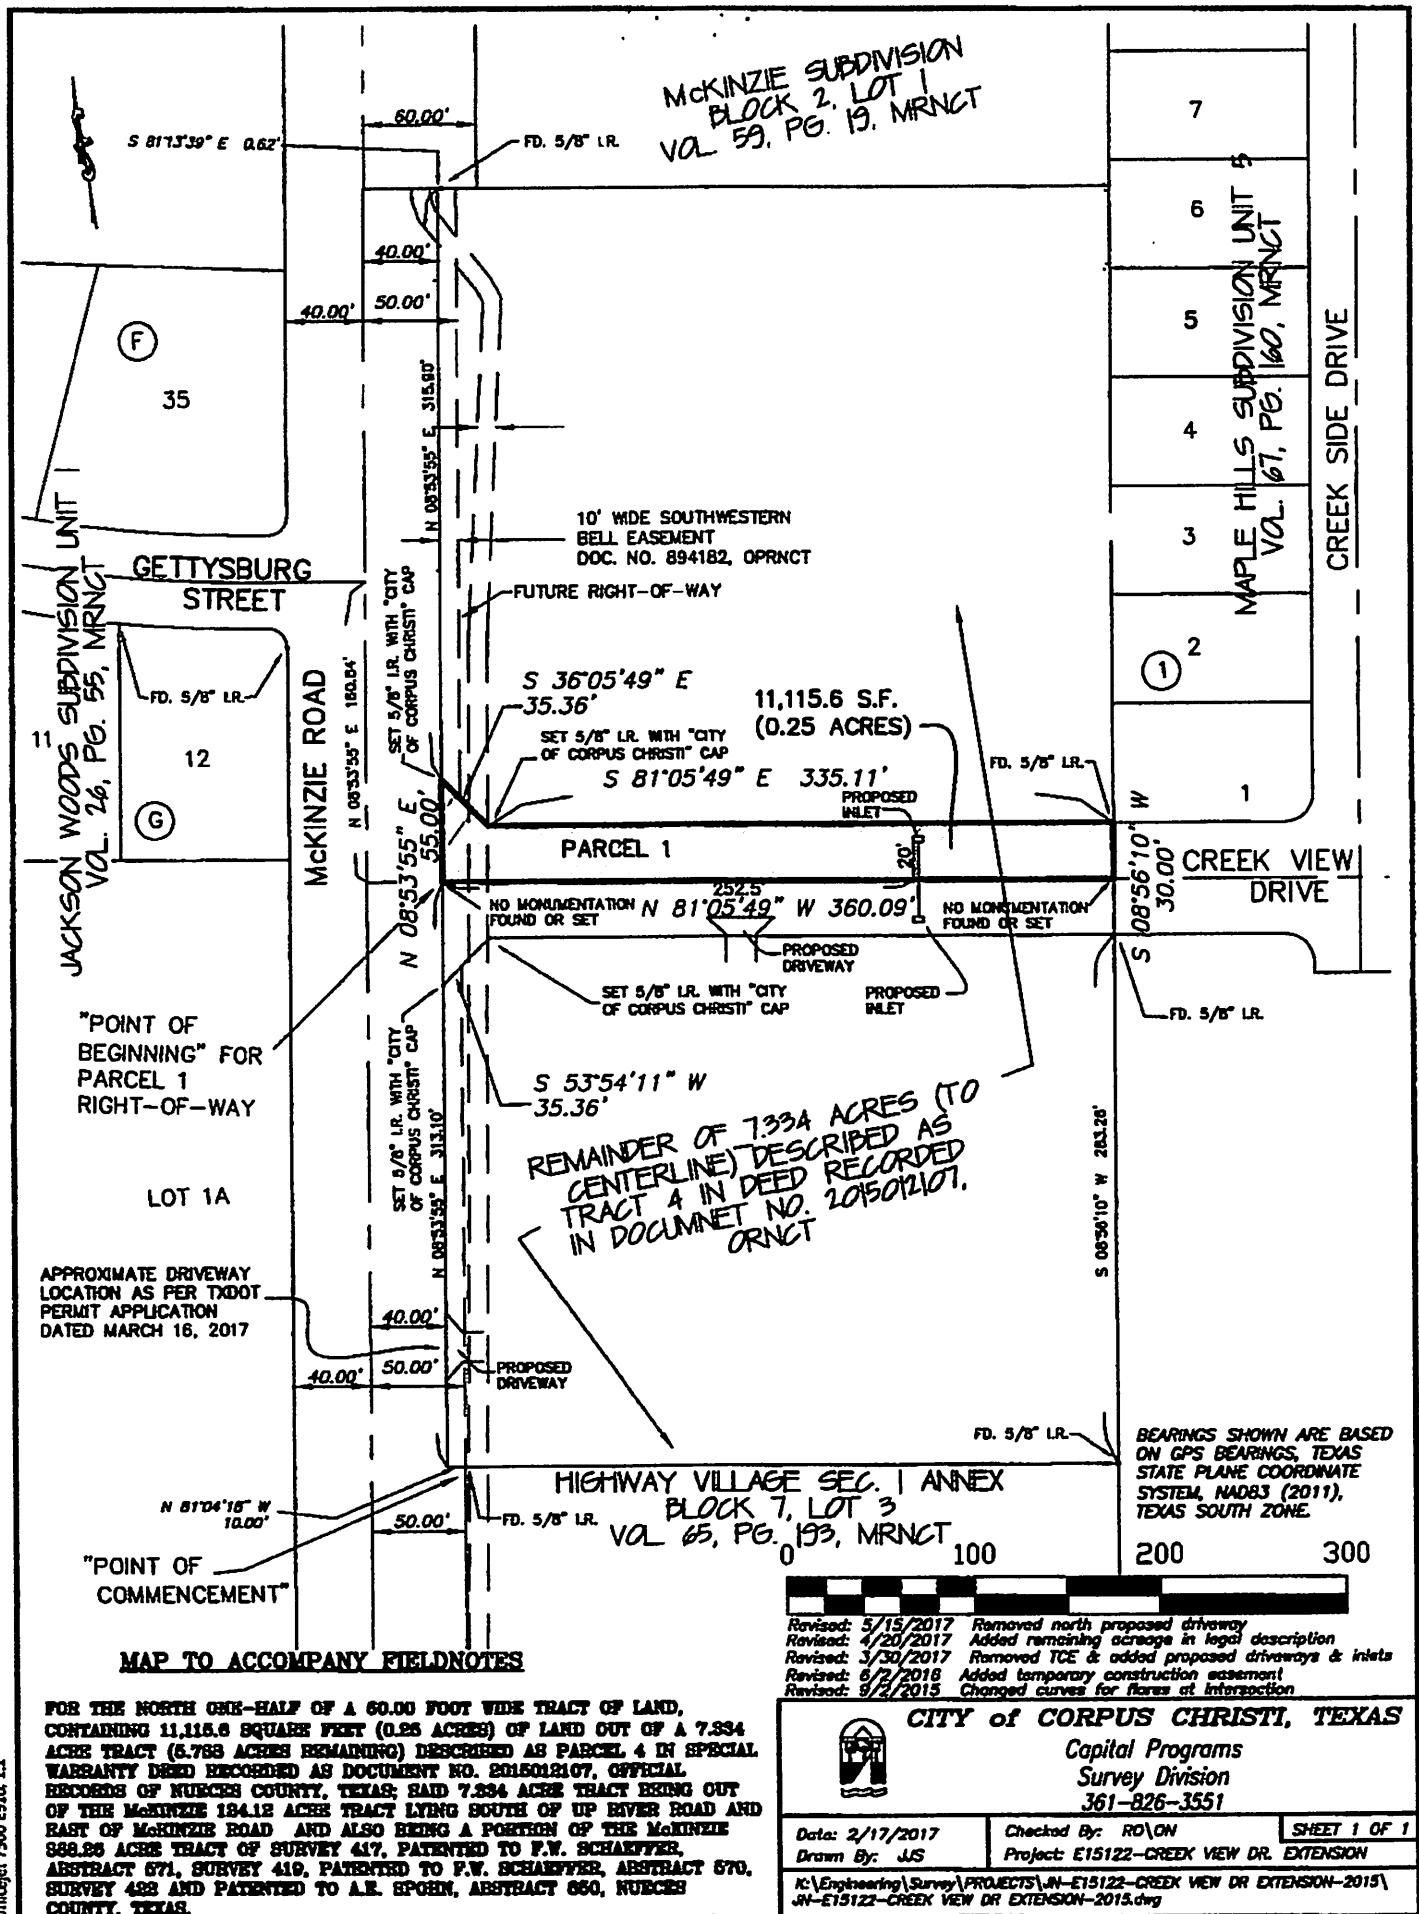 McKINZIE SUBDIVISION
BLOCK 2, LOT 1
VOL 59, PG. 19, MRNCT
60.00'
S 81°13'39" E 0.62'
FD. 5/8" I.R.
7
6
5
4
3
2
1
1
MAPLE HILLS SUBDIVISION UNIT 5
VOL. 67, PG. 160, MRNCT
CREEK SIDE DRIVE
40.00'
40.00'
50.00'
F
35
N 08°53'55" E 315.90'
10' WIDE SOUTHWESTERN
BELL EASEMENT
DOC. NO. 894182, OPRNCT
FUTURE RIGHT-OF-WAY
JACKSON WOODS SUBDIVISION UNIT 1
VOL. 26, PG. 55, MRNCT
GETTYSBURG
STREET
SET 5/8" I.R. WITH "CITY
OF CORPUS CHRISTI" CAP
N 08°53'55" E 160.64'
McKINZIE ROAD
FD. 5/8" I.R.
11
12
G
S 36°05'49" E
35.36'
11,115.6 S.F.
(0.25 ACRES)
SET 5/8" I.R. WITH "CITY
OF CORPUS CHRISTI" CAP
S 81°05'49" E 335.11'
FD. 5/8" I.R.
PROPOSED
INLET
N 08°53'55" E
55.00'
PARCEL 1
20'
S 08°56'10" W
30.00'
CREEK VIEW
DRIVE
252.5
NO MONUMENTATION
FOUND OR SET
N 81°05'49" W 360.09'
NO MONUMENTATION
FOUND OR SET
PROPOSED
DRIVEWAY
SET 5/8" I.R. WITH "CITY
OF CORPUS CHRISTI" CAP
PROPOSED
INLET
FD. 5/8" I.R.
"POINT OF
BEGINNING" FOR
PARCEL 1
RIGHT-OF-WAY
SET 5/8" I.R. WITH "CITY
OF CORPUS CHRISTI" CAP
N 08°53'55" E 313.10'
S 53°54'11" W
35.36'
REMAINDER OF 7.334 ACRES (TO
CENTERLINE) DESCRIBED AS
TRACT 4 IN DEED RECORDED
IN DOCUMNET NO. 2015012107,
ORNCT
S 08°56'10" W 283.26'
LOT 1A
APPROXIMATE DRIVEWAY
LOCATION AS PER TXDOT
PERMIT APPLICATION
DATED MARCH 16, 2017
40.00'
40.00'
50.00'
PROPOSED
DRIVEWAY
FD. 5/8" I.R.
BEARINGS SHOWN ARE BASED
ON GPS BEARINGS, TEXAS
STATE PLANE COORDINATE
SYSTEM, NAD83 (2011),
TEXAS SOUTH ZONE.
N 81°04'16" W
10.00'
50.00'
FD. 5/8" I.R.
HIGHWAY VILLAGE SEC. 1 ANNEX
BLOCK 7, LOT 3
VOL 65, PG. 193, MRNCT
"POINT OF
COMMENCEMENT"
0 100 200 300
Revised: 5/15/2017 Removed north proposed driveway
Revised: 4/20/2017 Added remaining acreage in legal description
Revised: 3/30/2017 Removed TCE & added proposed driveways & inlets
Revised: 6/2/2016 Added temporary construction easement
Revised: 9/2/2015 Changed curves for flares at intersection
MAP TO ACCOMPANY FIELDNOTES
FOR THE NORTH ONE-HALF OF A 60.00 FOOT WIDE TRACT OF LAND,
CONTAINING 11,115.6 SQUARE FEET (0.25 ACRES) OF LAND OUT OF A 7.334
ACRE TRACT (5.783 ACRES REMAINING) DESCRIBED AS PARCEL 4 IN SPECIAL
WARRANTY DEED RECORDED AS DOCUMENT NO. 2015012107, OFFICIAL
RECORDS OF NUECES COUNTY, TEXAS; SAID 7.334 ACRE TRACT BEING OUT
OF THE McKINZIE 134.12 ACRE TRACT LYING SOUTH OF UP RIVER ROAD AND
EAST OF McKINZIE ROAD AND ALSO BEING A PORTION OF THE McKINZIE
368.26 ACRE TRACT OF SURVEY 417, PATENTED TO F.W. SCHAEFFER,
ABSTRACT 571, SURVEY 419, PATENTED TO F.W. SCHAEFFER, ABSTRACT 570,
SURVEY 422 AND PATENTED TO A.E. SPOHN, ABSTRACT 850, NUECES
COUNTY, TEXAS.
CITY of CORPUS CHRISTI, TEXAS
Capital Programs
Survey Division
361-826-3551
Date: 2/17/2017
Drawn By: JJS
Checked By: RO\ON
SHEET 1 OF 1
Project: E15122-CREEK VIEW DR. EXTENSION
K:\Engineering\Survey\PROJECTS\JN-E15122-CREEK VIEW DR EXTENSION-2015\
JN-E15122-CREEK VIEW DR EXTENSION-2015.dwg